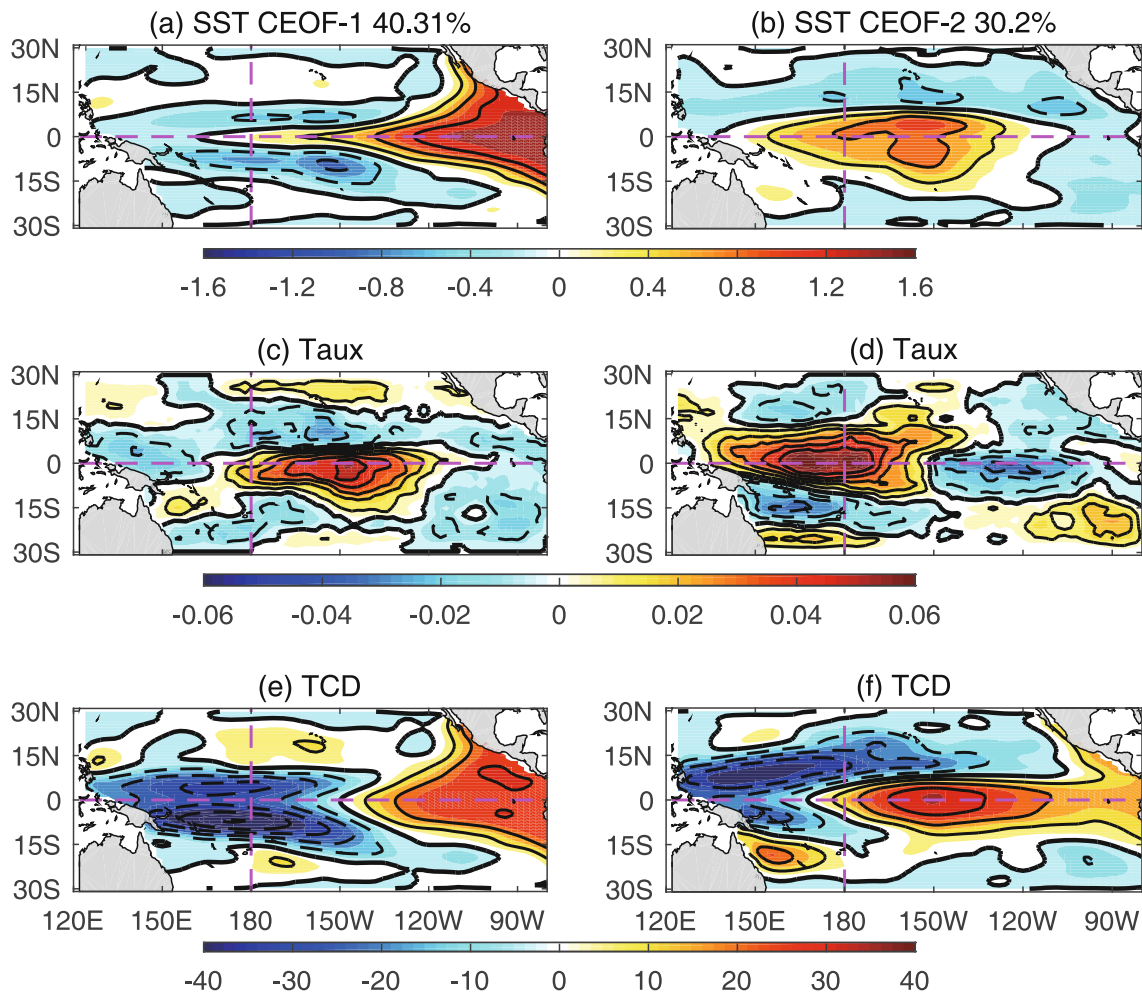 (a) SST CEOF-1 40.31%
(b) SST CEOF-2 30.2%
30N
15N
0
15S
30S
30N
15N
0
15S
30S
-1.6 -1.2 -0.8 -0.4 0 0.4 0.8 1.2 1.6
(c) Taux
(d) Taux
30N
15N
0
15S
30S
30N
15N
0
15S
30S
-0.06 -0.04 -0.02 0 0.02 0.04 0.06
(e) TCD
(f) TCD
30N
15N
0
15S
30S
120E 150E 180 150W 120W 90W
30N
15N
0
15S
30S
120E 150E 180 150W 120W 90W
-40 -30 -20 -10 0 10 20 30 40